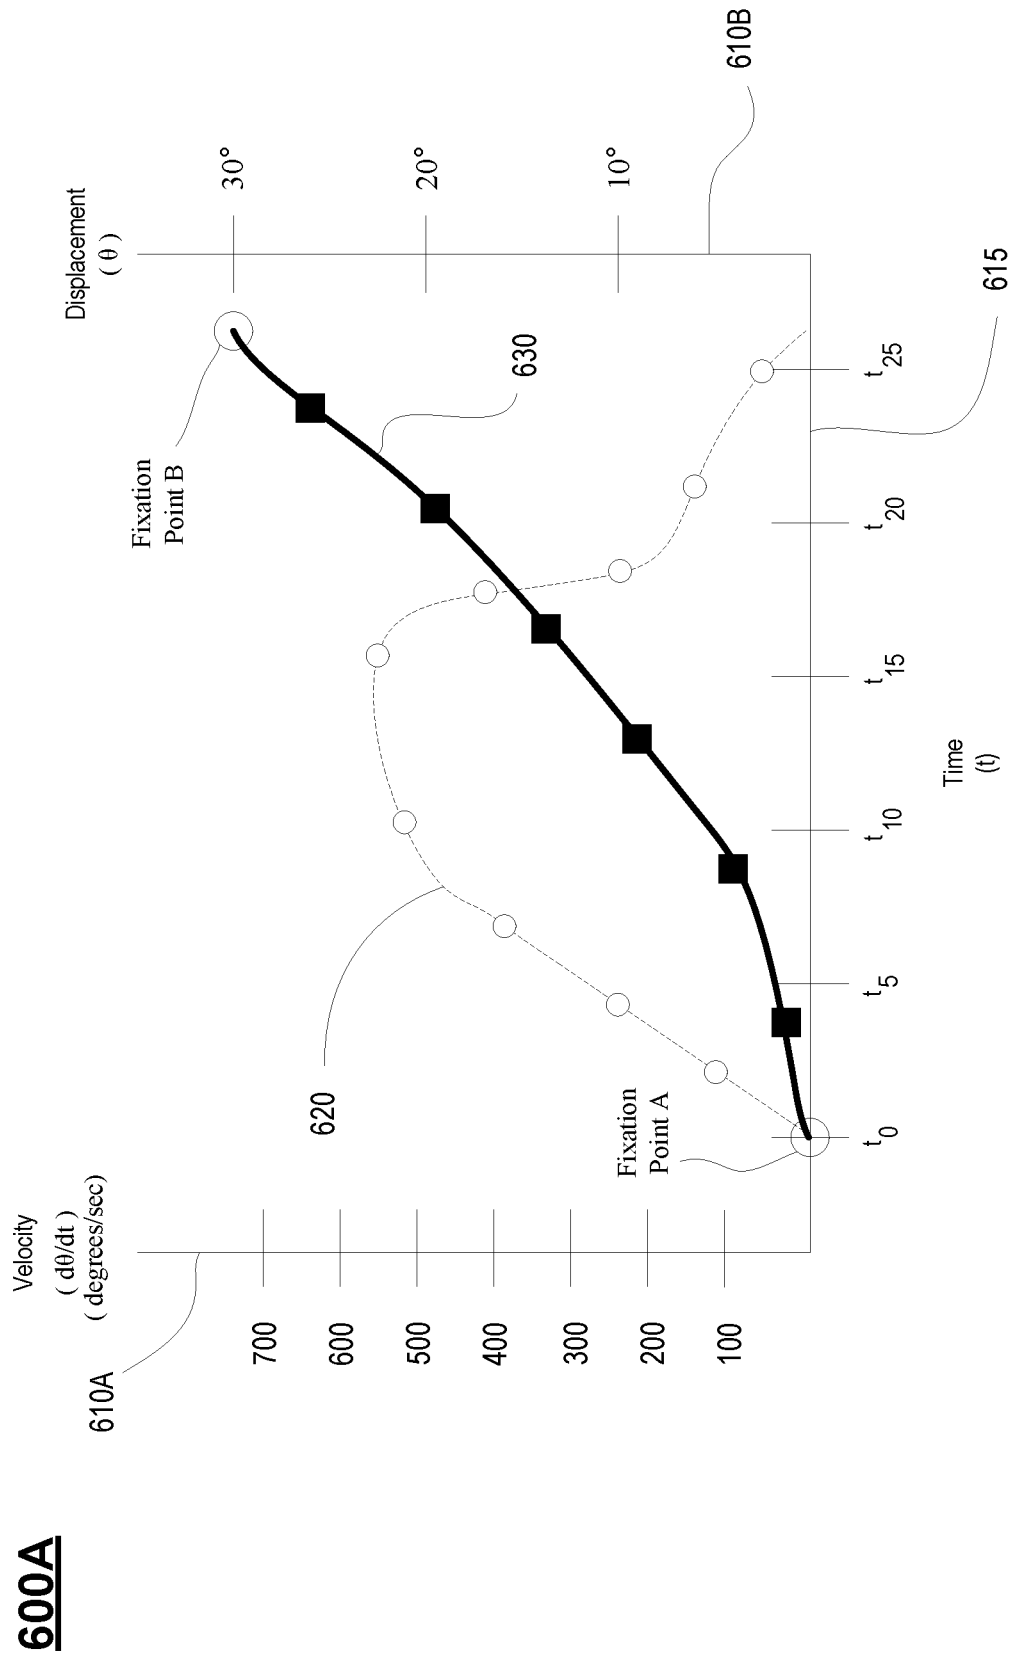 600A
Velocity
( dθ/dt )
( degrees/sec)
610A
700
600
500
400
300
200
100
620
Fixation
Point A
Fixation
Point B
630
Displacement
( θ )
30°
20°
10°
610B
615
t0
t5
t10
t15
t20
t25
Time
(t)